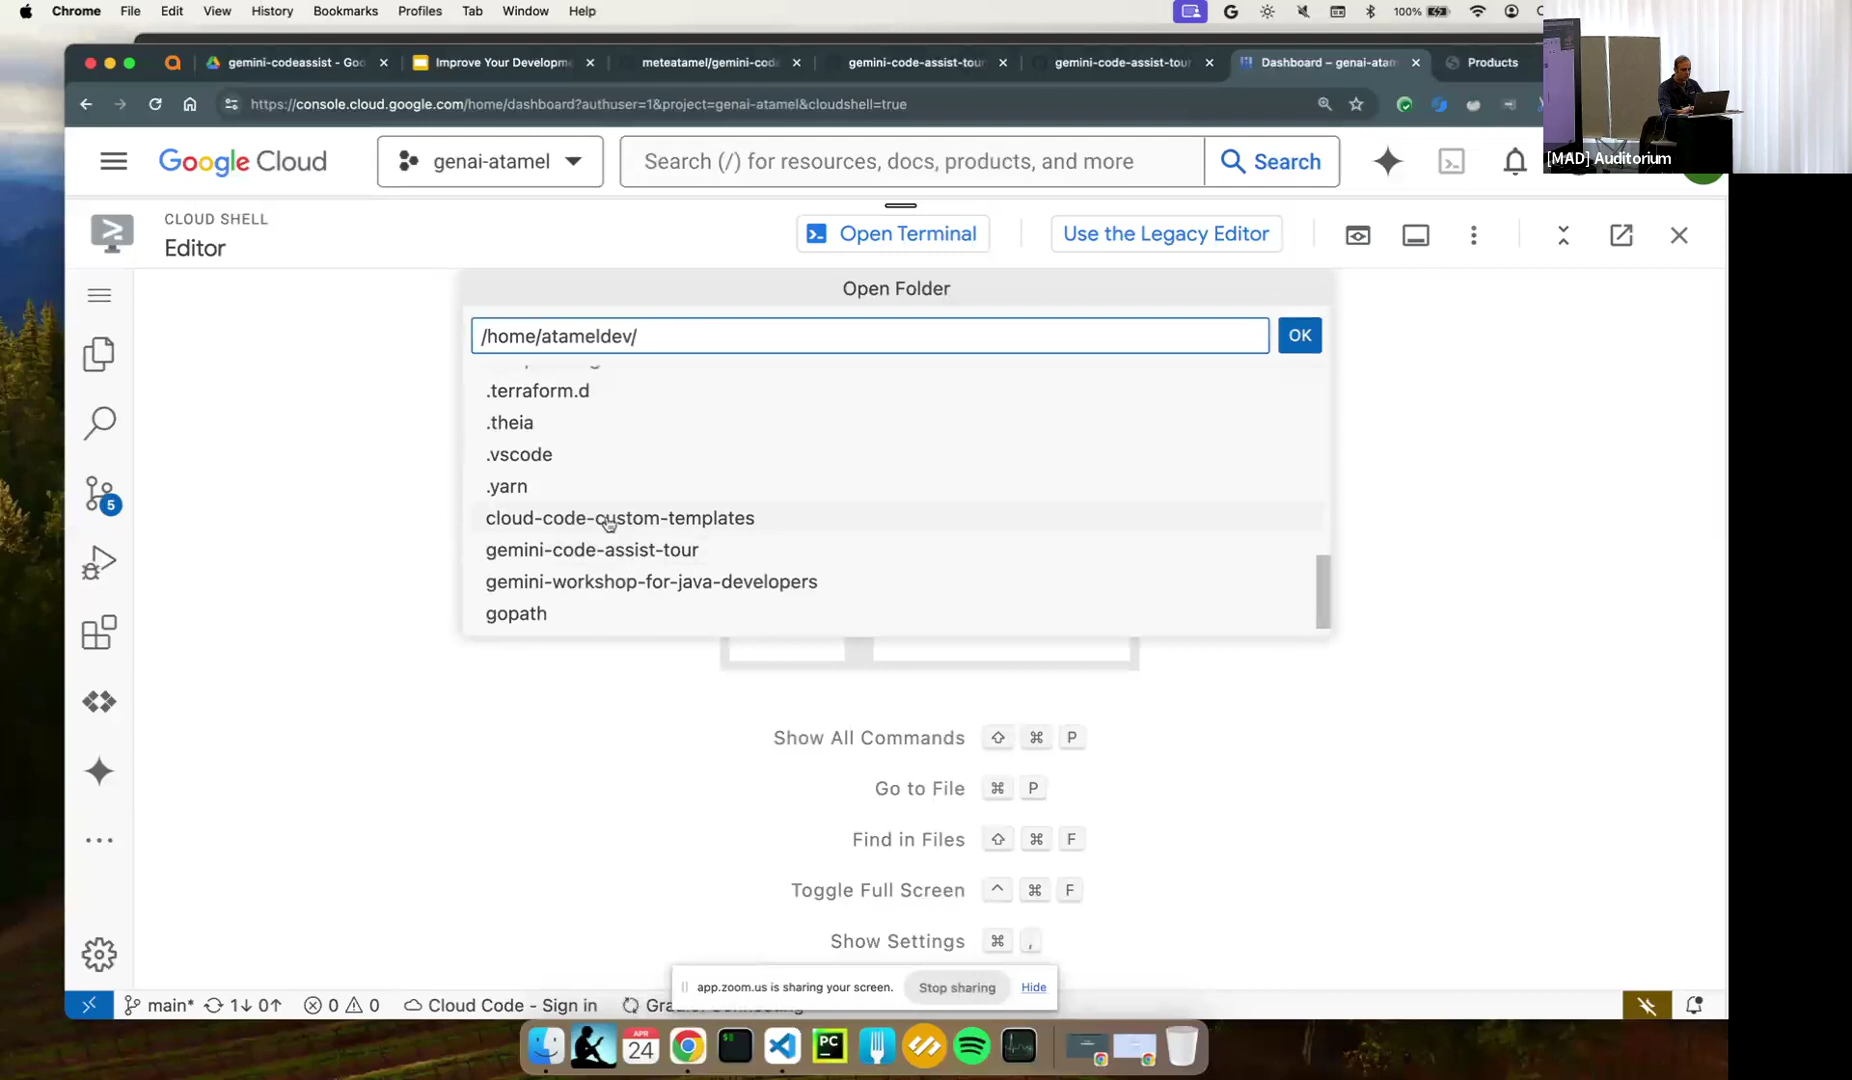 Chrome File Edit View History Bookmarks Profiles Tab Window Help
100%
gemini-codeassist - Goo
Improve Your Developm
meteatamel/gemini-co
gemini-code-assist-tour
gemini-code-assist-tour
Dashboard – genai-atam
Products
https://console.cloud.google.com/home/dashboard?authuser=1&project=genai-atamel&cloudshell=true
Google Cloud
genai-atamel
Search (/) for resources, docs, products, and more
Search
[MAD] Auditorium
CLOUD SHELL
Editor
Open Terminal
Use the Legacy Editor
Open Folder
/home/atameldev/
OK
.terraform.d
.theia
.vscode
.yarn
cloud-code-custom-templates
gemini-code-assist-tour
gemini-workshop-for-java-developers
gopath
5
Show All Commands ⇧ ⌘ P
Go to File ⌘ P
Find in Files ⇧ ⌘ F
Toggle Full Screen ^ ⌘ F
Show Settings ⌘ ,
app.zoom.us is sharing your screen.
Stop sharing
Hide
main* 1↓ 0↑ 0 0 Cloud Code - Sign in
APR
24
PC